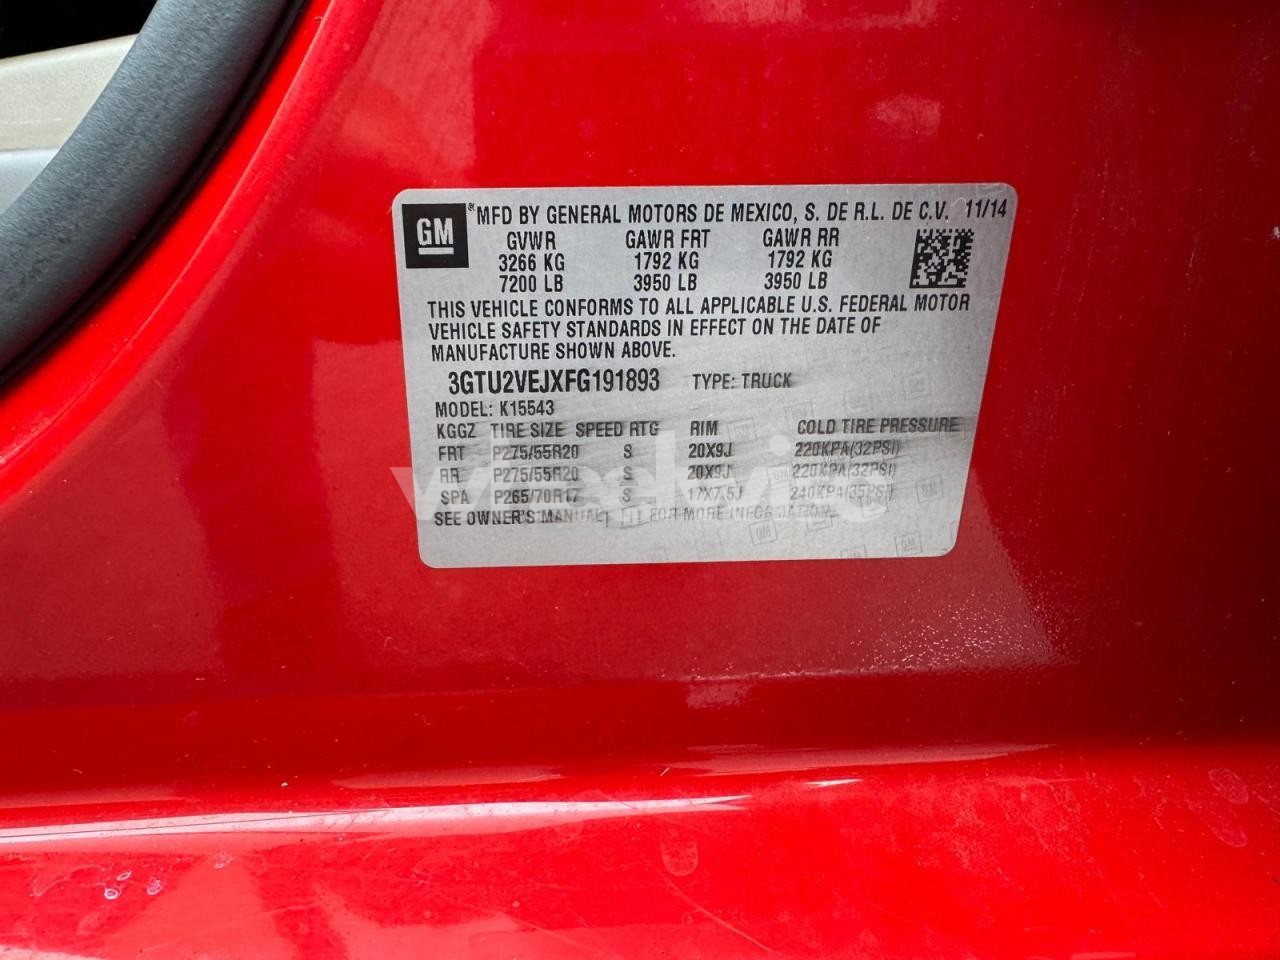 GM
® MFD BY GENERAL MOTORS DE MEXICO, S. DE R.L. DE C.V. 11/14
GVWR GAWR FRT GAWR RR
3266 KG 1792 KG 1792 KG
7200 LB 3950 LB 3950 LB
THIS VEHICLE CONFORMS TO ALL APPLICABLE U.S. FEDERAL MOTOR
VEHICLE SAFETY STANDARDS IN EFFECT ON THE DATE OF
MANUFACTURE SHOWN ABOVE.
3GTU2VEJXFG191893 TYPE: TRUCK
MODEL: K15543
KGGZ TIRE SIZE SPEED RTG RIM COLD TIRE PRESSURE
FRT P275/55R20 S 20X9J 220KPA(32PSI)
RR P275/55R20 S 20X9J 220KPA(32PSI)
SPA P265/70R17 S 17X7.5J 240KPA(35PSI)
SEE OWNER'S MANUAL FOR MORE INFORMATION.